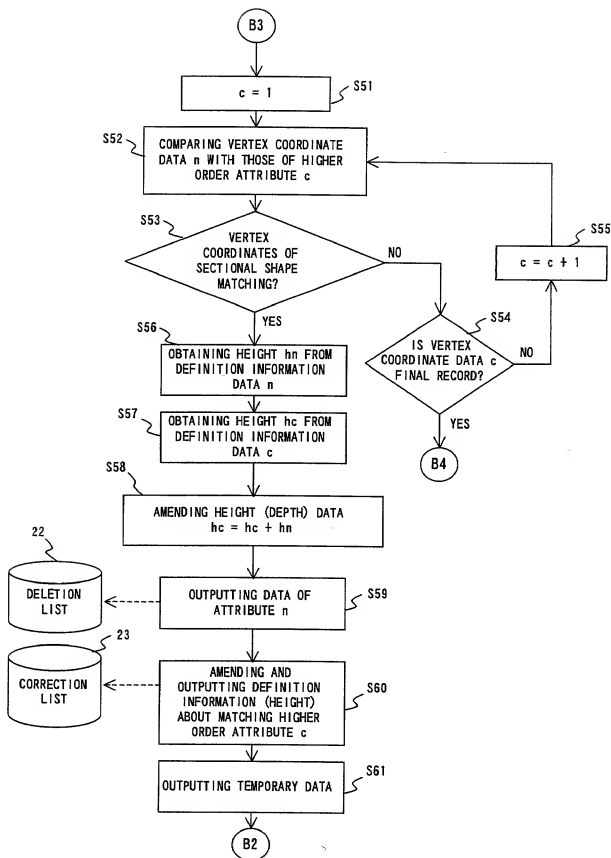 B3
S51
c = 1
S52
COMPARING VERTEX COORDINATE
DATA n WITH THOSE OF HIGHER
ORDER ATTRIBUTE c
S53
VERTEX
COORDINATES OF
SECTIONAL SHAPE
MATCHING?
NO
S55
c = c + 1
S54
IS VERTEX
COORDINATE DATA c
FINAL RECORD?
NO
YES
B4
YES
S56
OBTAINING HEIGHT hn FROM
DEFINITION INFORMATION
DATA n
S57
OBTAINING HEIGHT hc FROM
DEFINITION INFORMATION
DATA c
S58
AMENDING HEIGHT (DEPTH) DATA
hc = hc + hn
22
DELETION
LIST
OUTPUTTING DATA OF
ATTRIBUTE n
S59
23
CORRECTION LIST
AMENDING AND
OUTPUTTING DEFINITION
INFORMATION (HEIGHT)
ABOUT MATCHING HIGHER
ORDER ATTRIBUTE c
S60
S61
OUTPUTTING TEMPORARY DATA
B2